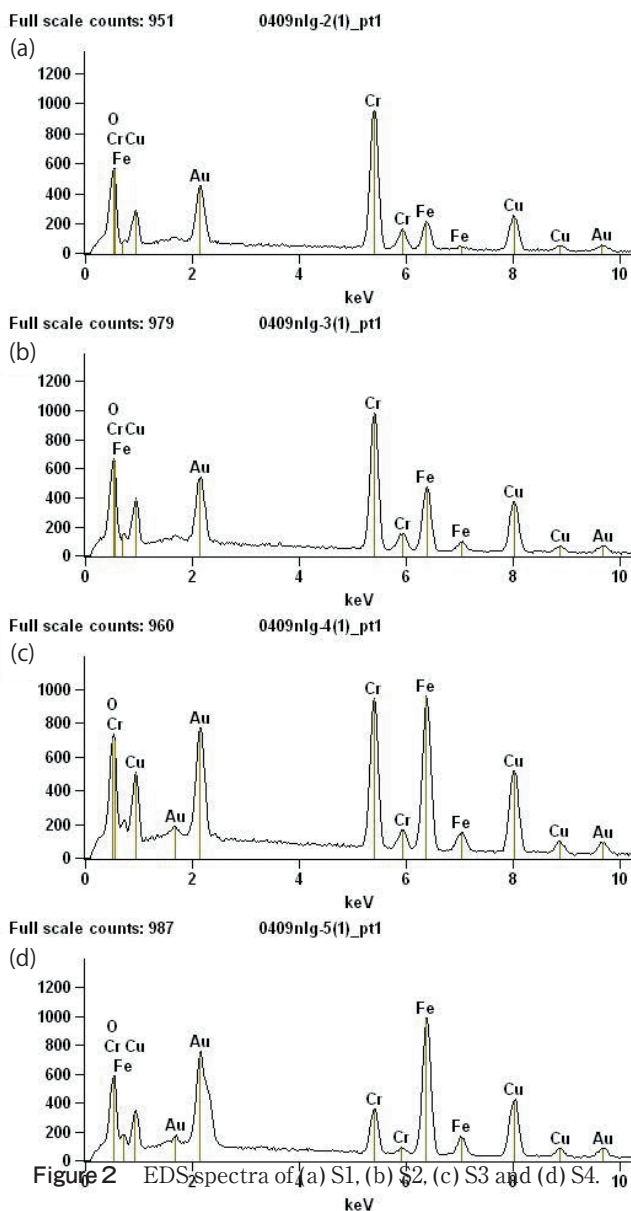 Full scale counts: 951 0409nlg-2(1)_pt1
(a)
1200
1000
800
600
400
200
0
O
Cr Cu
Fe
Au
Cr
Cr
Fe
Fe
Cu
Cu
Au
0 2 4 6 8 10
keV
Full scale counts: 979 0409nlg-3(1)_pt1
(b)
1200
1000
800
600
400
200
0
O
Cr Cu
Fe
Au
Cr
Cr
Fe
Fe
Cu
Cu
Au
0 2 4 6 8 10
keV
Full scale counts: 960 0409nlg-4(1)_pt1
(c)
1000
800
600
400
200
0
O
Cr
Cu
Au
Au
Cr
Cr
Fe
Fe
Cu
Cu
Au
0 2 4 6 8 10
keV
Full scale counts: 987 0409nlg-5(1)_pt1
(d)
1200
1000
800
600
400
200
0
O
Cr Cu
Fe
Au
Au
Cr
Cr
Fe
Fe
Cu
Cu
Au
0 2 4 6 8 10
keV
Figure 2 EDS spectra of (a) S1, (b) S2, (c) S3 and (d) S4.